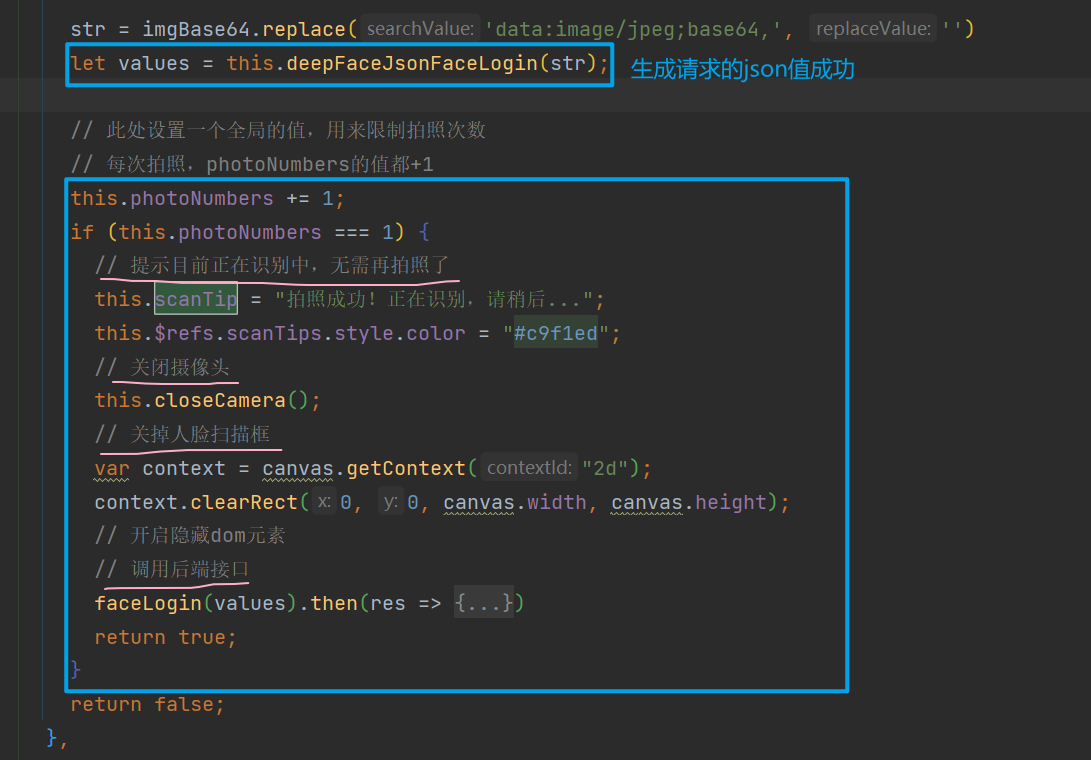 str = imgBase64.replace( searchValue: 'data:image/jpeg;base64,', replaceValue: '')
let values = this.deepFaceJsonFaceLogin(str); 生成请求的json值成功
// 此处设置一个全局的值，用来限制拍照次数
// 每次拍照，photoNumbers的值都+1
this.photoNumbers += 1;
if (this.photoNumbers === 1) {
// 提示目前正在识别中，无需再拍照了
this.scanTip = "拍照成功！正在识别，请稍后...";
this.$refs.scanTips.style.color = "#c9f1ed";
// 关闭摄像头
this.closeCamera();
// 关掉人脸扫描框
var context = canvas.getContext( contextId: "2d");
context.clearRect( x: 0, y: 0, canvas.width, canvas.height);
// 开启隐藏dom元素
// 调用后端接口
faceLogin(values).then(res => {...})
return true;
}
return false;
},